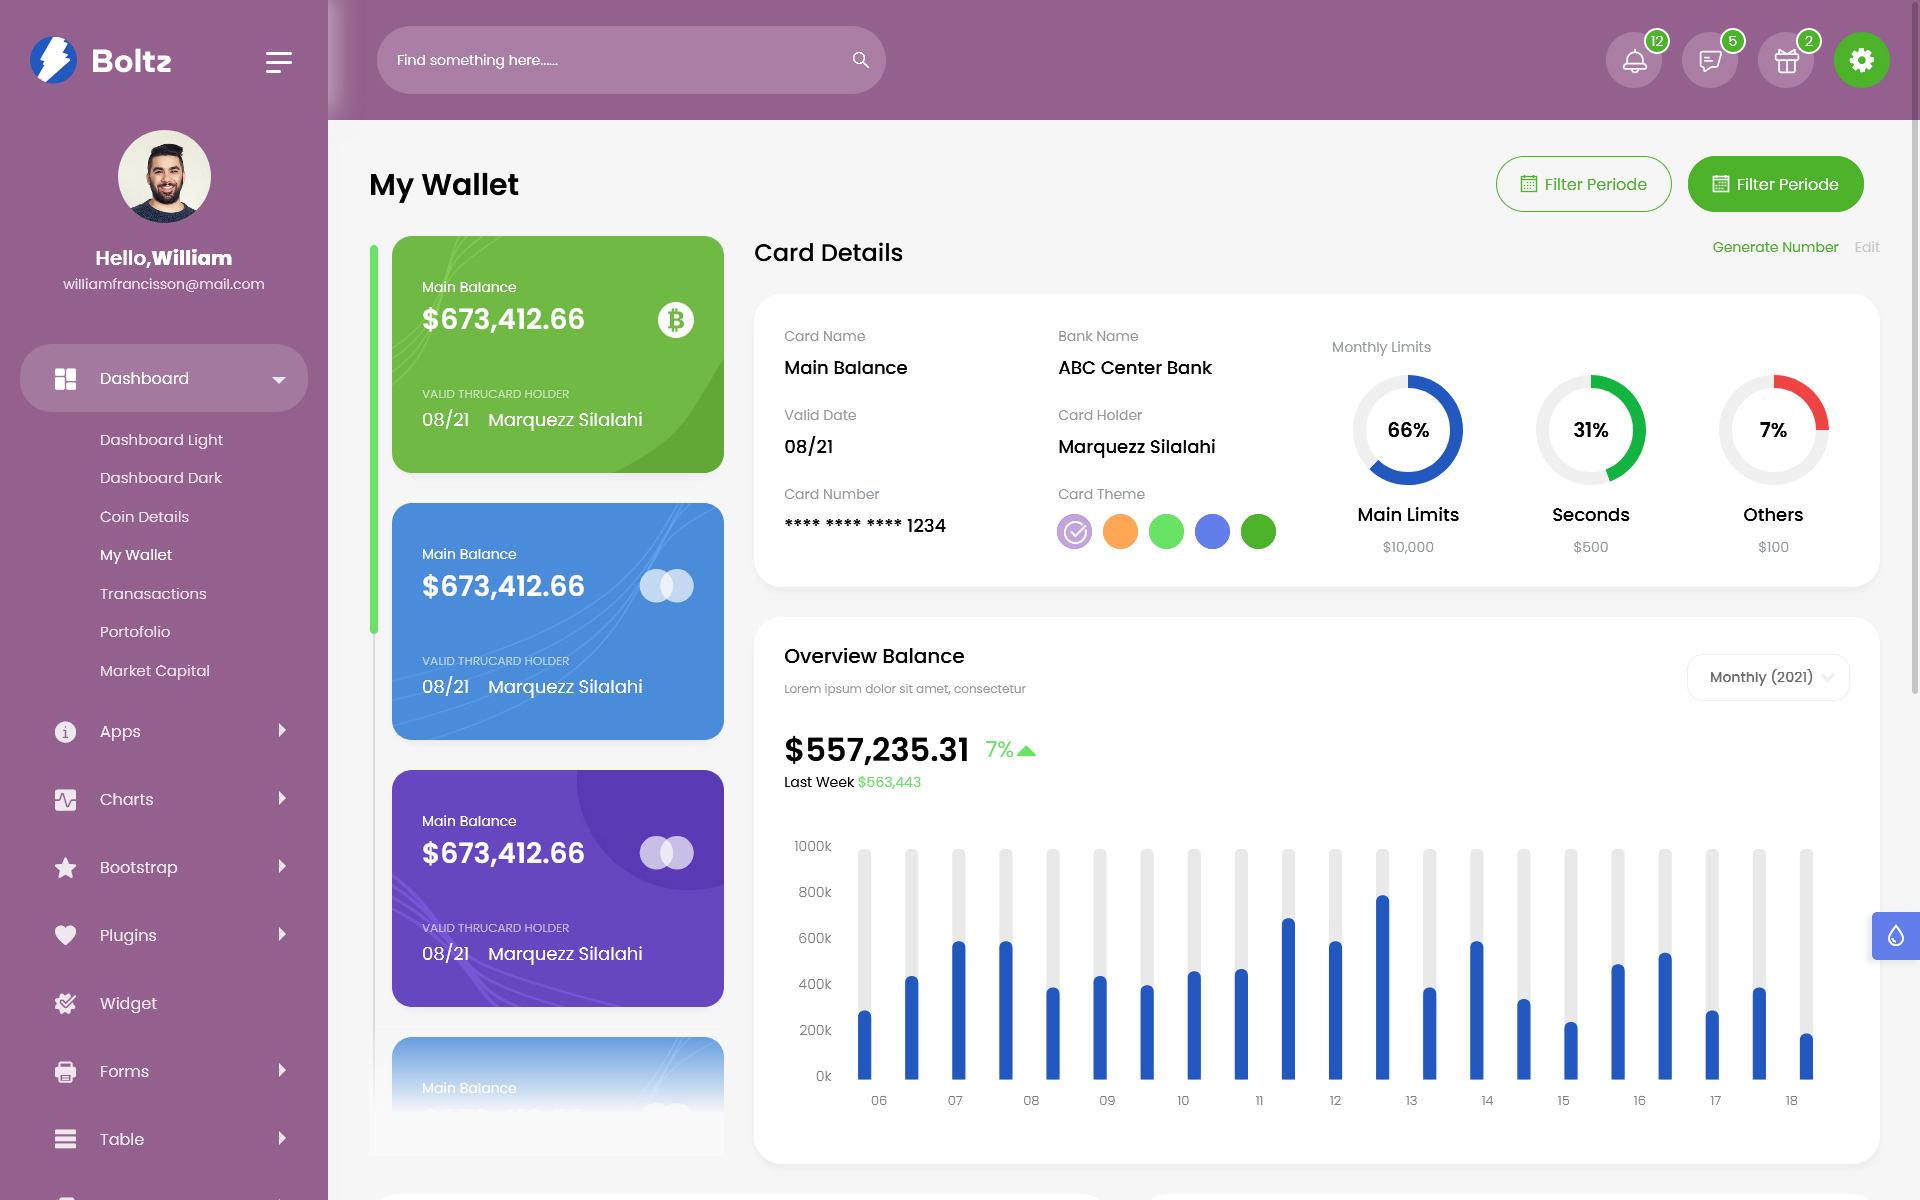 Boltz
Find something here......
12
5
2
Hello,William
williamfrancisson@mail.com
Dashboard
Dashboard Light
Dashboard Dark
Coin Details
My Wallet
Tranasactions
Portofolio
Market Capital
Apps
Charts
Bootstrap
Plugins
Widget
Forms
Table
My Wallet
Filter Periode
Filter Periode
Main Balance
$673,412.66
VALID THRUCARD HOLDER
08/21 Marquezz Silalahi
Main Balance
$673,412.66
VALID THRUCARD HOLDER
08/21 Marquezz Silalahi
Main Balance
$673,412.66
VALID THRUCARD HOLDER
08/21 Marquezz Silalahi
Main Balance
Card Details
Generate Number Edit
Card Name
Main Balance
Bank Name
ABC Center Bank
Valid Date
08/21
Card Holder
Marquezz Silalahi
Card Number
**** **** **** 1234
Card Theme
Monthly Limits
66%
Main Limits
$10,000
31%
Seconds
$500
7%
Others
$100
Overview Balance
Lorem ipsum dolor sit amet, consectetur
Monthly (2021)
$557,235.31 7%
Last Week $563,443
1000k
800k
600k
400k
200k
0k
06 07 08 09 10 11 12 13 14 15 16 17 18